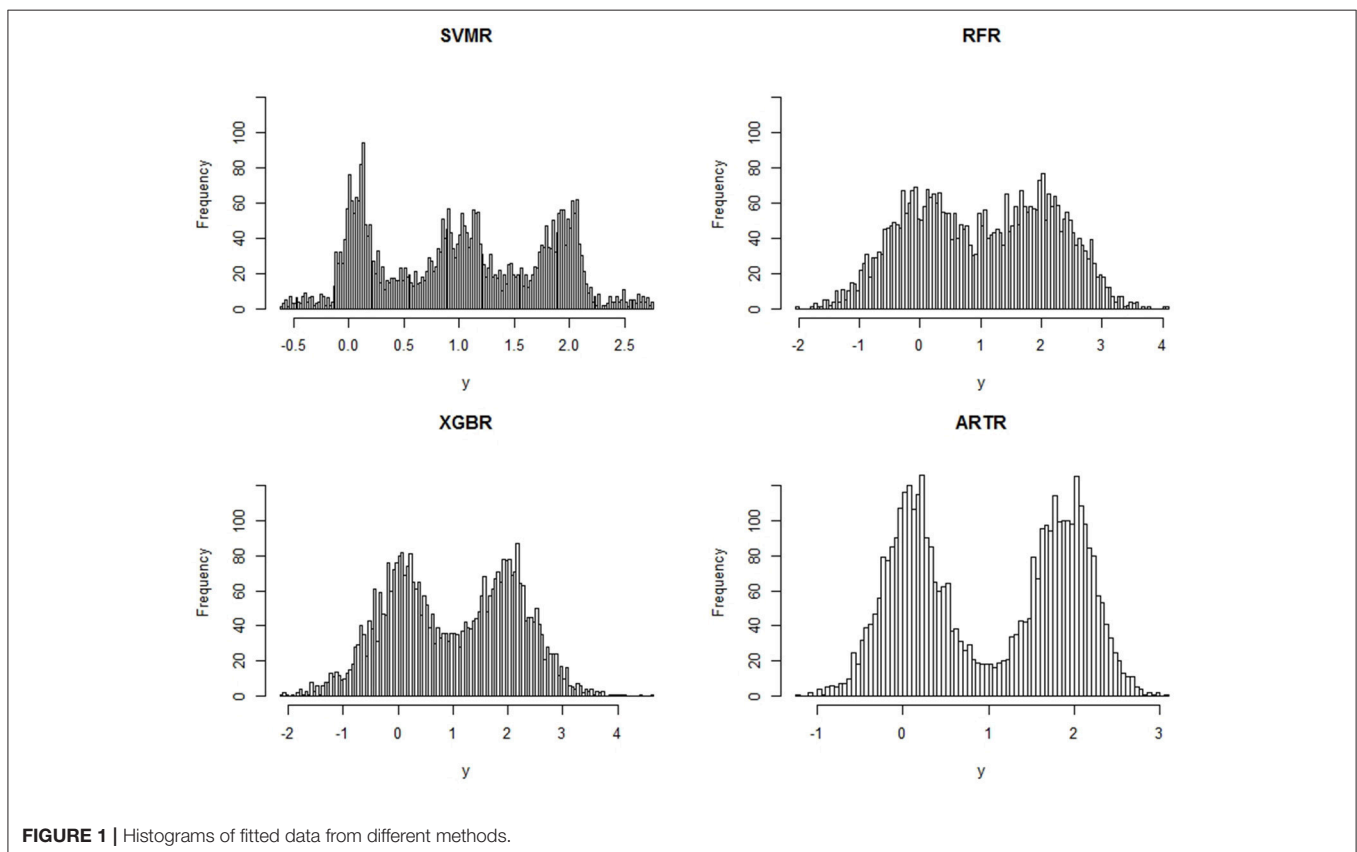 SVMR
Frequency
0 20 40 60 80 100
-0.5 0.0 0.5 1.0 1.5 2.0 2.5
y
RFR
Frequency
0 20 40 60 80 100
-2 -1 0 1 2 3 4
y
XGBR
Frequency
0 20 40 60 80 100
-2 -1 0 1 2 3 4
y
ARTR
Frequency
0 20 40 60 80 100
-1 0 1 2 3
y
FIGURE 1 | Histograms of fitted data from different methods.